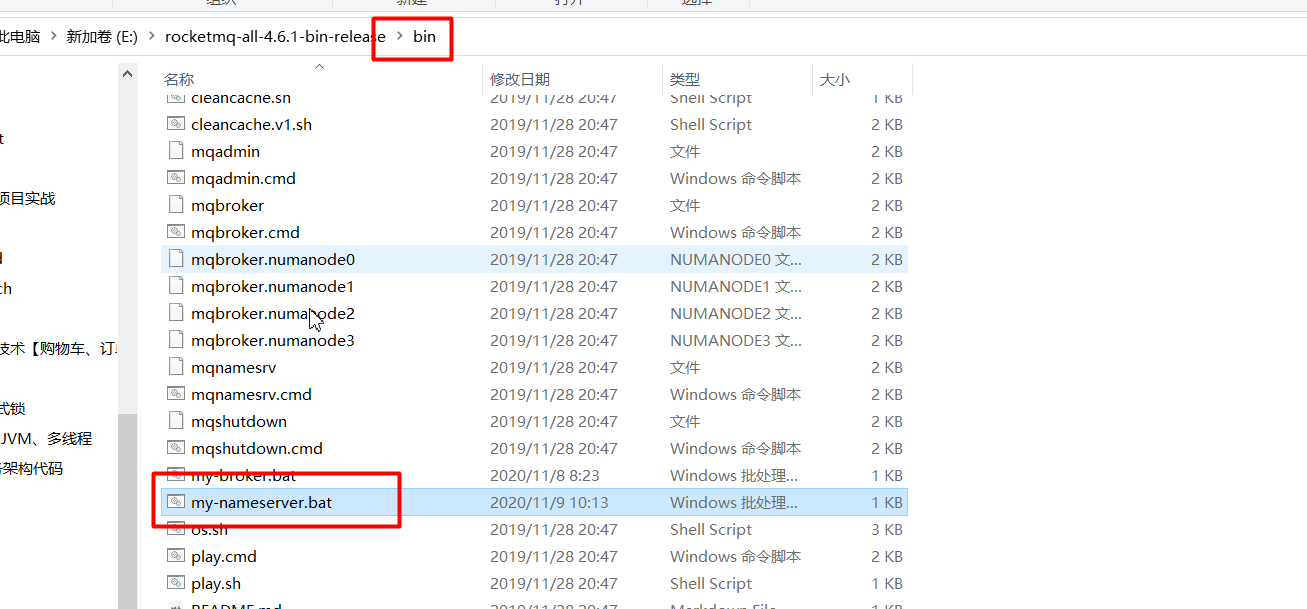 组织 新建 打开 选择
此电脑 新加卷 (E:) rocketmq-all-4.6.1-bin-release bin
名称 修改日期 类型 大小
cleancache.sh 2019/11/28 20:47 Shell Script 1 KB
cleancache.v1.sh 2019/11/28 20:47 Shell Script 2 KB
mqadmin 2019/11/28 20:47 文件 2 KB
mqadmin.cmd 2019/11/28 20:47 Windows 命令脚本 2 KB
mqbroker 2019/11/28 20:47 文件 2 KB
mqbroker.cmd 2019/11/28 20:47 Windows 命令脚本 2 KB
mqbroker.numanode0 2019/11/28 20:47 NUMANODE0 文... 2 KB
mqbroker.numanode1 2019/11/28 20:47 NUMANODE1 文... 2 KB
mqbroker.numanode2 2019/11/28 20:47 NUMANODE2 文... 2 KB
mqbroker.numanode3 2019/11/28 20:47 NUMANODE3 文... 2 KB
mqnamesrv 2019/11/28 20:47 文件 2 KB
mqnamesrv.cmd 2019/11/28 20:47 Windows 命令脚本 2 KB
mqshutdown 2019/11/28 20:47 文件 2 KB
mqshutdown.cmd 2019/11/28 20:47 Windows 命令脚本 2 KB
my-broker.bat 2020/11/8 8:23 Windows 批处理... 1 KB
my-nameserver.bat 2020/11/9 10:13 Windows 批处理... 1 KB
os.sh 2019/11/28 20:47 Shell Script 3 KB
play.cmd 2019/11/28 20:47 Windows 命令脚本 2 KB
play.sh 2019/11/28 20:47 Shell Script 1 KB
README.md 2019/11/28 20:47 Markdown File 1 KB
t
项目实战
ch
技术【购物车、订单
式锁
JVM、多线程
架构代码